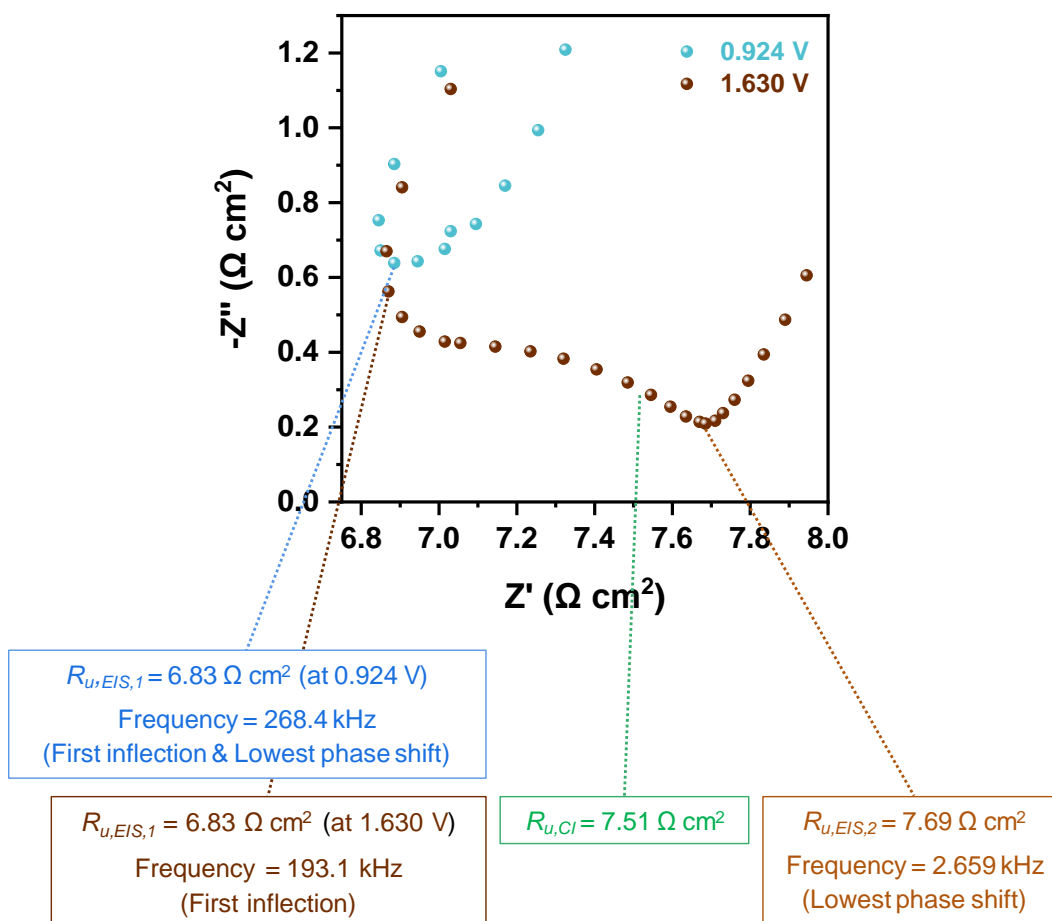 0.924 V
1.630 V
1.2
1.0
0.8
0.6
0.4
0.2
0.0
-Z" (Ω cm²)
6.8 7.0 7.2 7.4 7.6 7.8 8.0
Z' (Ω cm²)
Ru,EIS,1 = 6.83 Ω cm² (at 0.924 V)
Frequency = 268.4 kHz
(First inflection & Lowest phase shift)
Ru,EIS,1 = 6.83 Ω cm² (at 1.630 V)
Frequency = 193.1 kHz
(First inflection)
Ru,CI = 7.51 Ω cm²
Ru,EIS,2 = 7.69 Ω cm²
Frequency = 2.659 kHz
(Lowest phase shift)